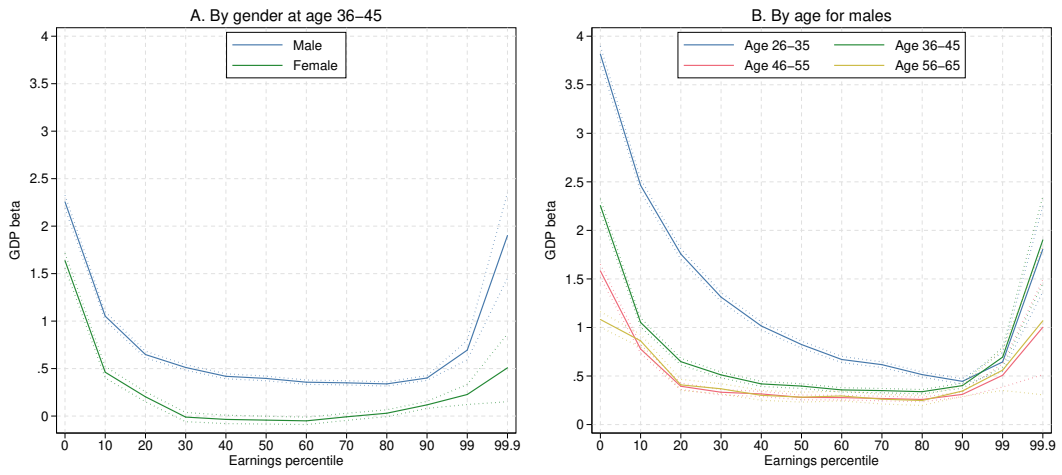 A. By gender at age 36−45
Male
Female
4
3.5
3
2.5
2
1.5
1
.5
0
GDP beta
0 10 20 30 40 50 60 70 80 90 99 99.9
Earnings percentile
B. By age for males
Age 26−35 Age 36−45
Age 46−55 Age 56−65
4
3.5
3
2.5
2
1.5
1
.5
0
GDP beta
0 10 20 30 40 50 60 70 80 90 99 99.9
Earnings percentile